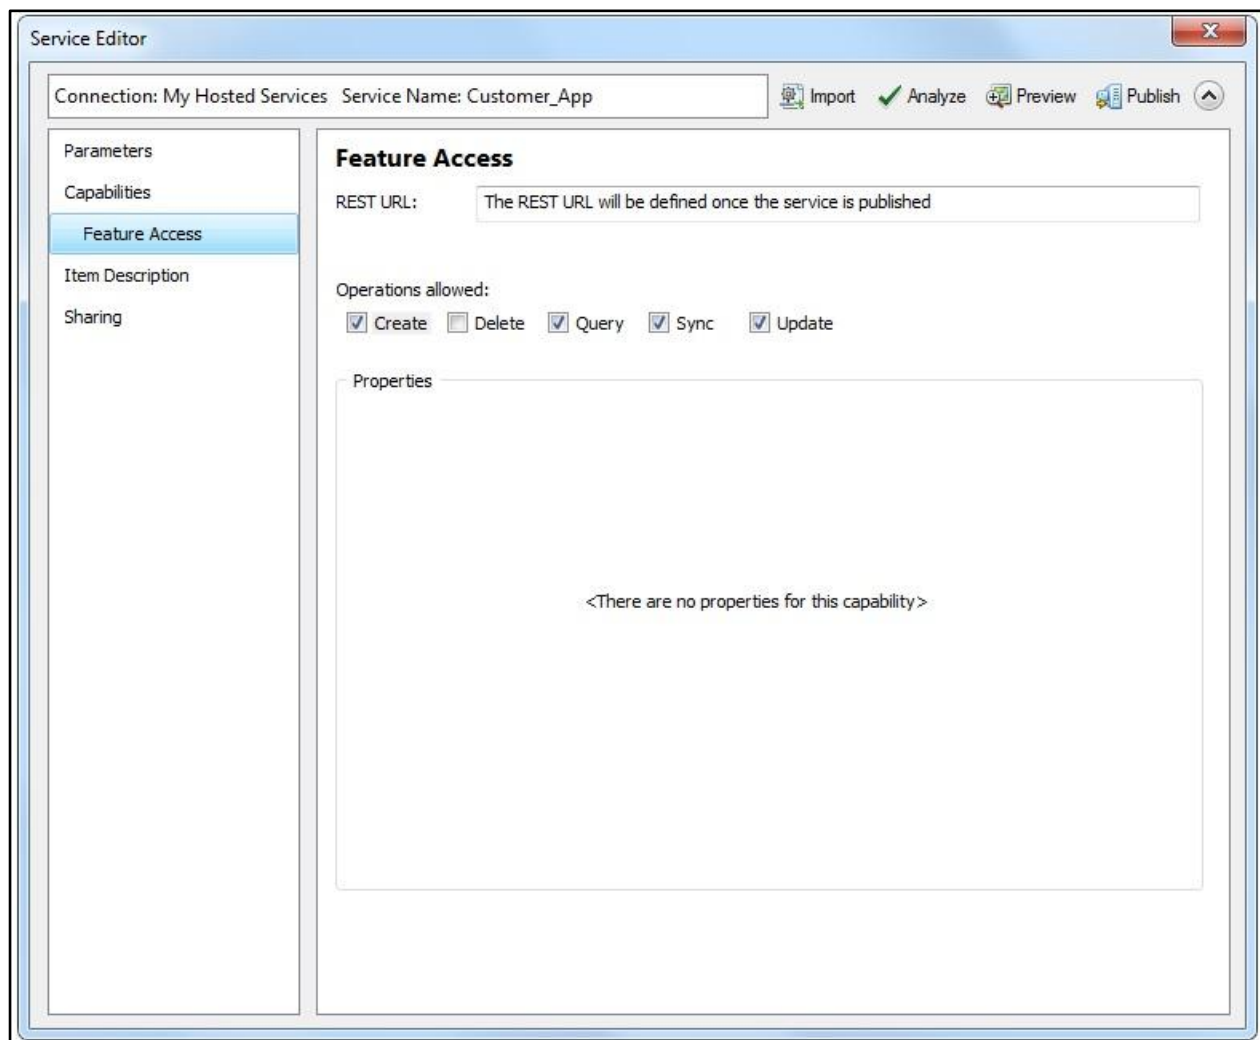 Service Editor
X
Connection: My Hosted Services Service Name: Customer_App
Import Analyze Preview Publish
Parameters
Capabilities
Feature Access
Item Description
Sharing
Feature Access
REST URL: The REST URL will be defined once the service is published
Operations allowed:
Create Delete Query Sync Update
Properties
<There are no properties for this capability>